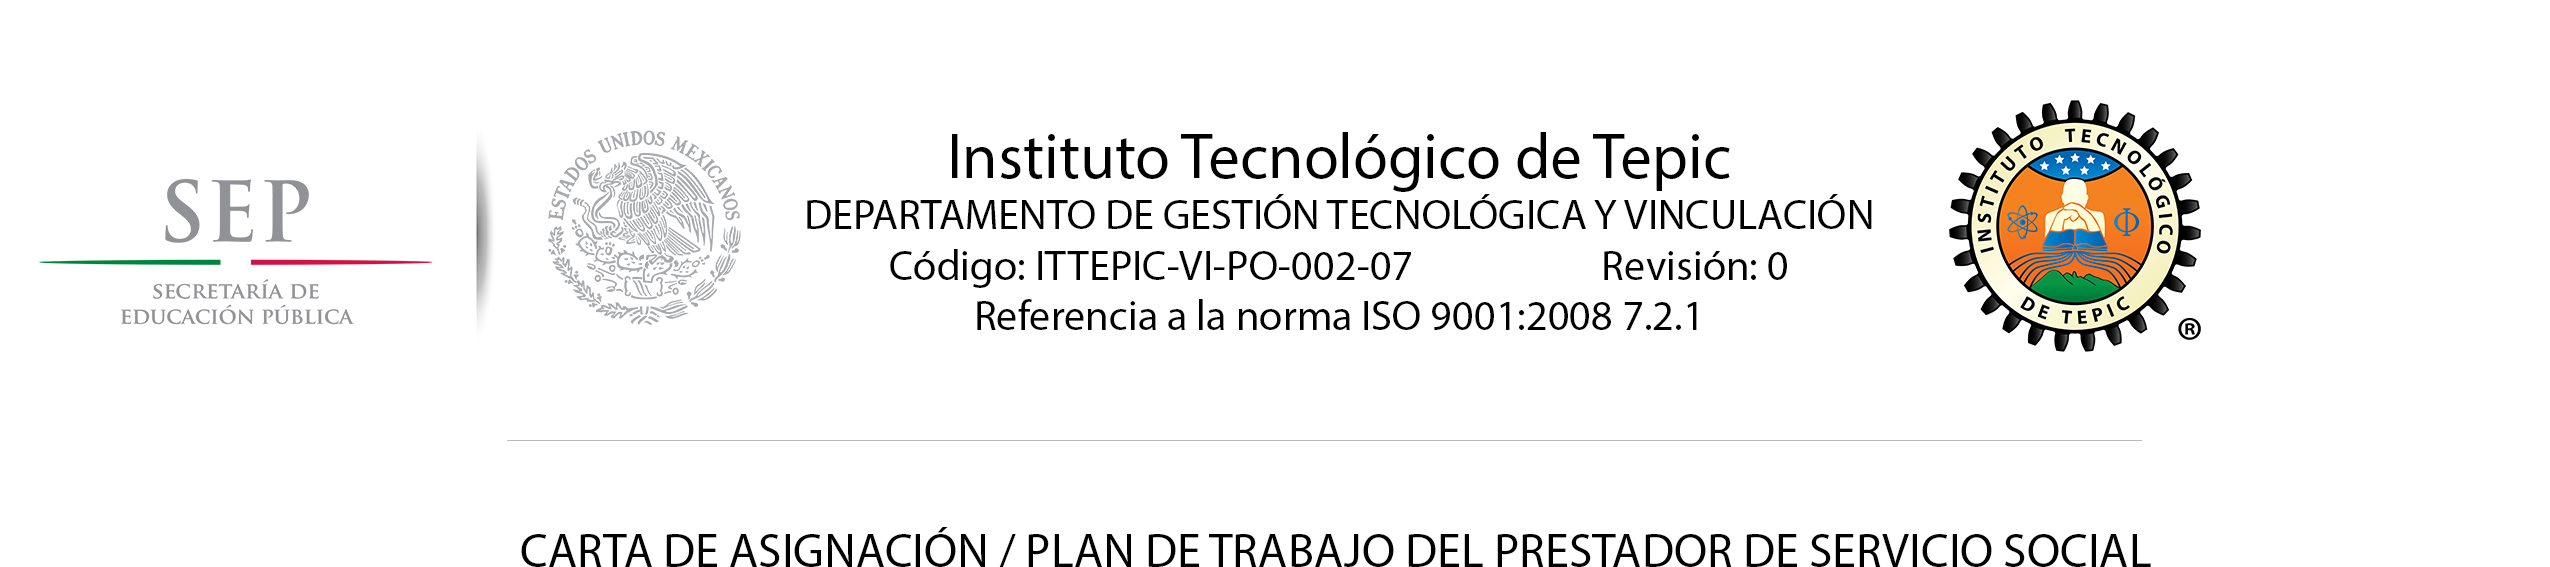 SEP
SECRETARÍA DE
EDUCACIÓN PÚBLICA
ESTADOS UNIDOS MEXICANOS
Instituto Tecnológico de Tepic
DEPARTAMENTO DE GESTIÓN TECNOLÓGICA Y VINCULACIÓN
Código: ITTEPIC-VI-PO-002-07 Revisión: 0
Referencia a la norma ISO 9001:2008 7.2.1
INSTITUTO TECNOLÓGICO
DE TEPIC
Φ
®
CARTA DE ASIGNACIÓN / PLAN DE TRABAJO DEL PRESTADOR DE SERVICIO SOCIAL